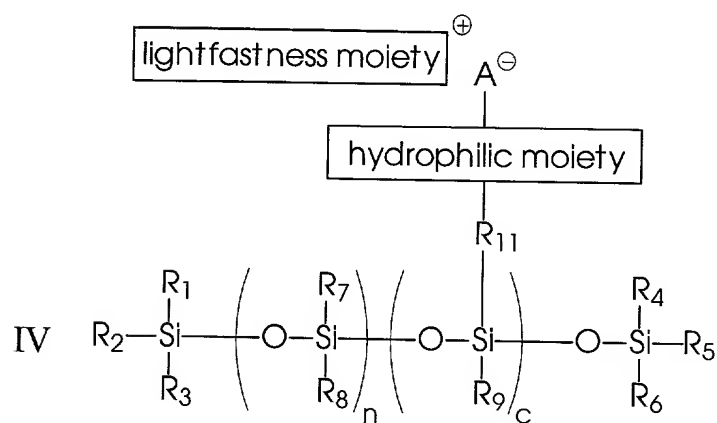 lightfastness moiety ⊕
A⊖
hydrophilic moiety
R11
R1 R7 R4
IV R2—Si—(—O—Si—)n(—O—Si—)c—O—Si—R5
R3 R8 R9 R6